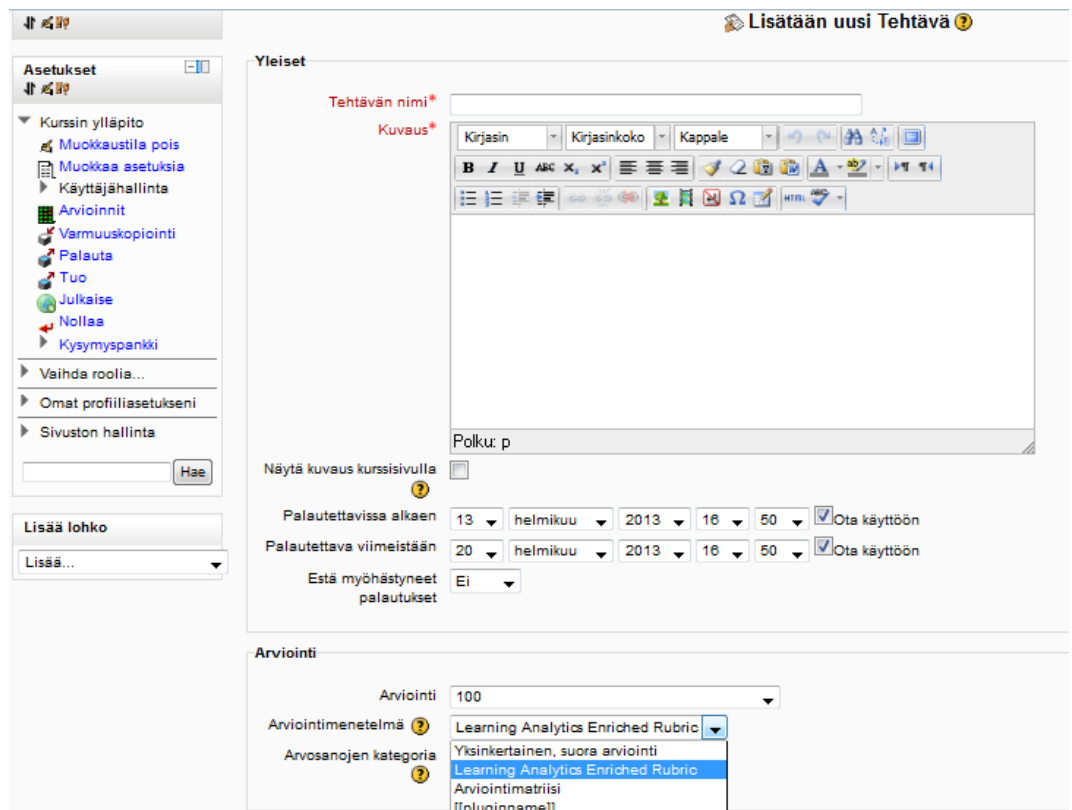 Lisätään uusi Tehtävä
Asetukset
Kurssin ylläpito
Muokkaustila pois
Muokkaa asetuksia
Käyttäjähallinta
Arvioinnit
Varmuuskopiointi
Palauta
Tuo
Julkaise
Nollaa
Kysymyspankki
Vaihda roolia...
Omat profiiliasetukseni
Sivuston hallinta
Hae
Lisää lohko
Lisää...
Yleiset
Tehtävän nimi*
Kuvaus*
Kirjasin Kirjasinkoko Kappale
B I U ABC X₂ X²
HTML
Polku: p
Näytä kuvaus kurssisivulla
Palautettavissa alkaen 13 helmikuu 2013 16 50 Ota käyttöön
Palautettava viimeistään 20 helmikuu 2013 16 50 Ota käyttöön
Estä myöhästyneet Ei
palautukset
Arviointi
Arviointi 100
Arviointimenetelmä Learning Analytics Enriched Rubric
Arvosanojen kategoria
Yksinkertainen, suora arviointi
Learning Analytics Enriched Rubric
Arviointimatriisi
[[pluginname]]